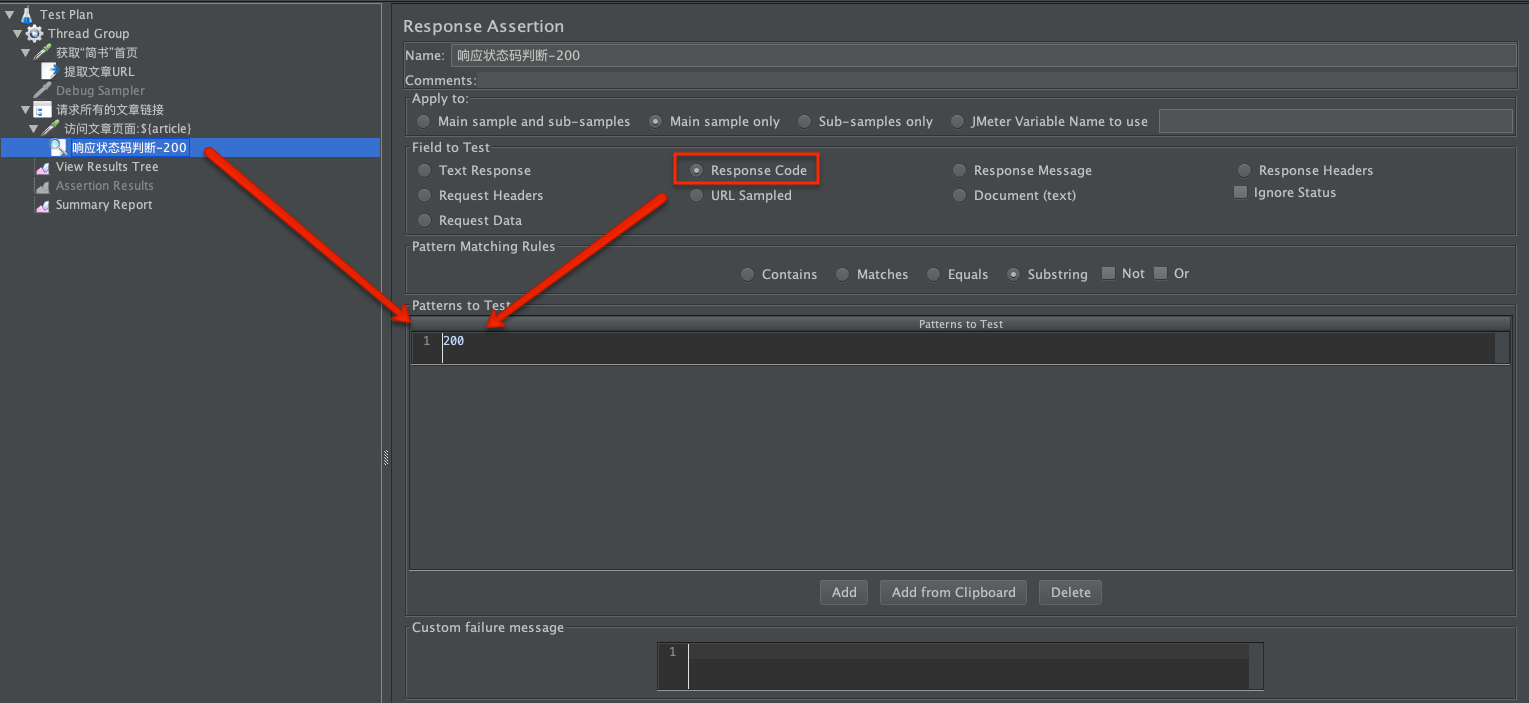 Test Plan
Thread Group
获取“简书”首页
提取文章URL
Debug Sampler
请求所有的文章链接
访问文章页面:${article}
响应状态码判断-200
View Results Tree
Assertion Results
Summary Report
Response Assertion
Name: 响应状态码判断-200
Comments:
Apply to:
Main sample and sub-samples Main sample only Sub-samples only JMeter Variable Name to use
Field to Test
Text Response Response Code Response Message Response Headers
Request Headers URL Sampled Document (text) Ignore Status
Request Data
Pattern Matching Rules
Contains Matches Equals Substring Not Or
Patterns to Test
Patterns to Test
1 200
Add Add from Clipboard Delete
Custom failure message
1